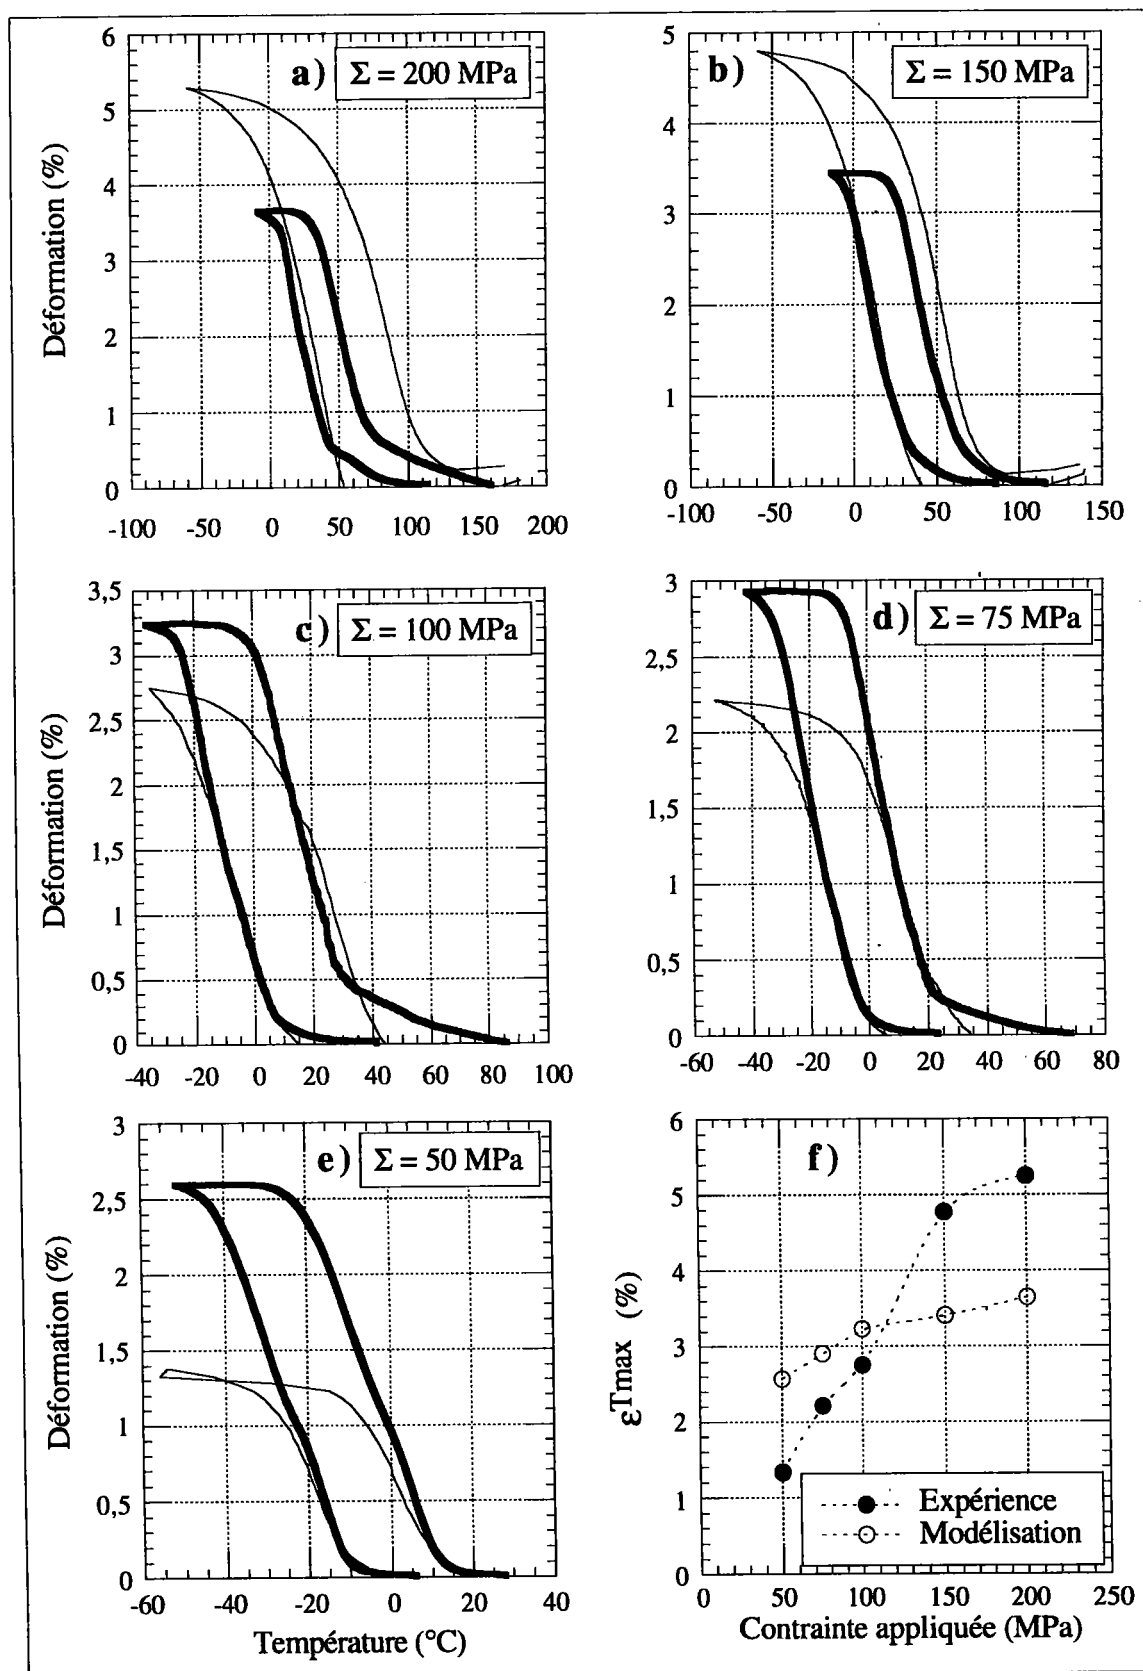 a) Σ = 200 MPa
Déformation (%)
6
5
4
3
2
1
0
-100 -50 0 50 100 150 200
b) Σ = 150 MPa
5
4
3
2
1
0
-100 -50 0 50 100 150
c) Σ = 100 MPa
Déformation (%)
3,5
3
2,5
2
1,5
1
0,5
0
-40 -20 0 20 40 60 80 100
d) Σ = 75 MPa
3
2,5
2
1,5
1
0,5
0
-60 -40 -20 0 20 40 60 80
e) Σ = 50 MPa
Déformation (%)
3
2,5
2
1,5
1
0,5
0
-60 -40 -20 0 20 40
Température (°C)
f)
εTmax (%)
6
5
4
3
2
1
0
Expérience
Modélisation
0 50 100 150 200 250
Contrainte appliquée (MPa)